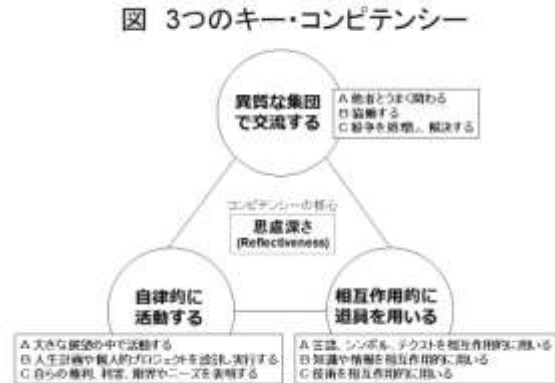 図 3つのキー・コンピテンシー
異質な集団
で交流する
A 他者とうまく関わる
B 協働する
C 紛争を処理し、解決する
コンピテンシーの核心
思慮深さ
(Reflectiveness)
自律的に
活動する
A 大きな展望の中で活動する
B 人生計画や個人的プロジェクトを設計し実行する
C 自らの権利、利害、限界やニーズを表明する
相互作用的に
道具を用いる
A 言語、シンボル、テクストを相互作用的に用いる
B 知識や情報を相互作用的に用いる
C 技術を相互作用的に用いる